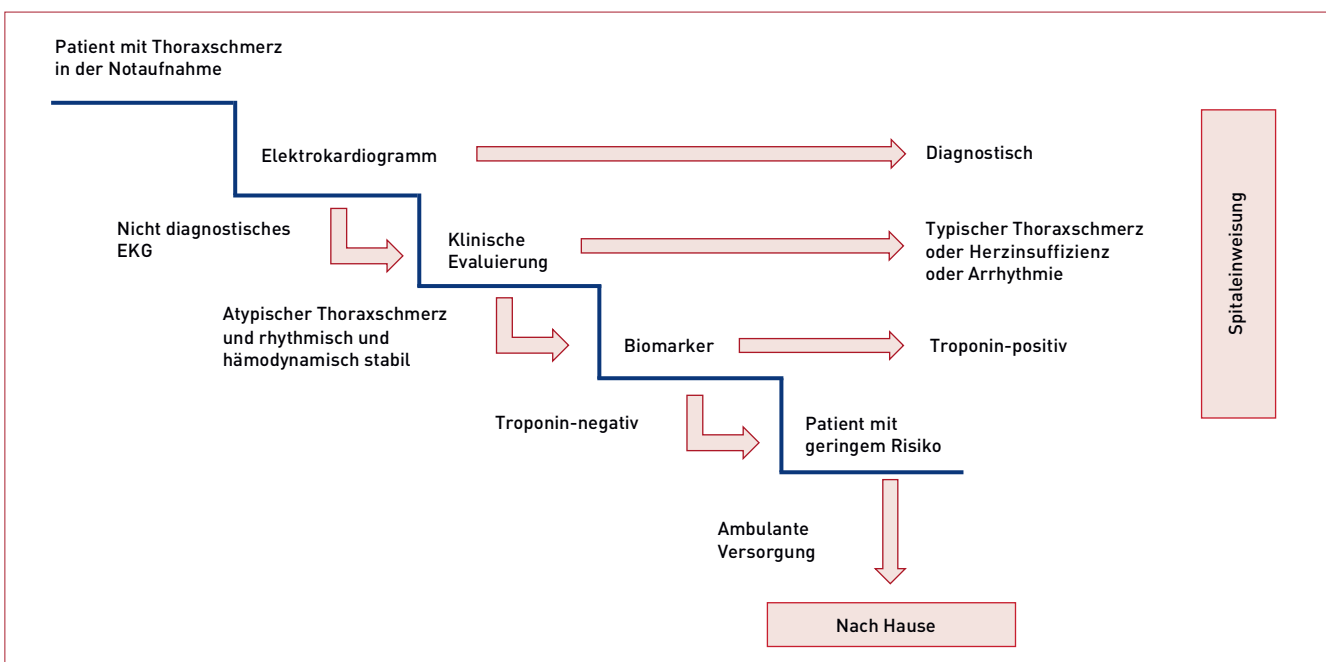 Patient mit Thoraxschmerz
in der Notaufnahme
Elektrokardiogramm
Diagnostisch
Nicht diagnostisches
EKG
Klinische
Evaluierung
Typischer Thoraxschmerz
oder Herzinsuffizienz
oder Arrhythmie
Spitaleinweisung
Atypischer Thoraxschmerz
und rhythmisch und
hämodynamisch stabil
Biomarker
Troponin-positiv
Troponin-negativ
Patient mit
geringem Risiko
Ambulante
Versorgung
Nach Hause